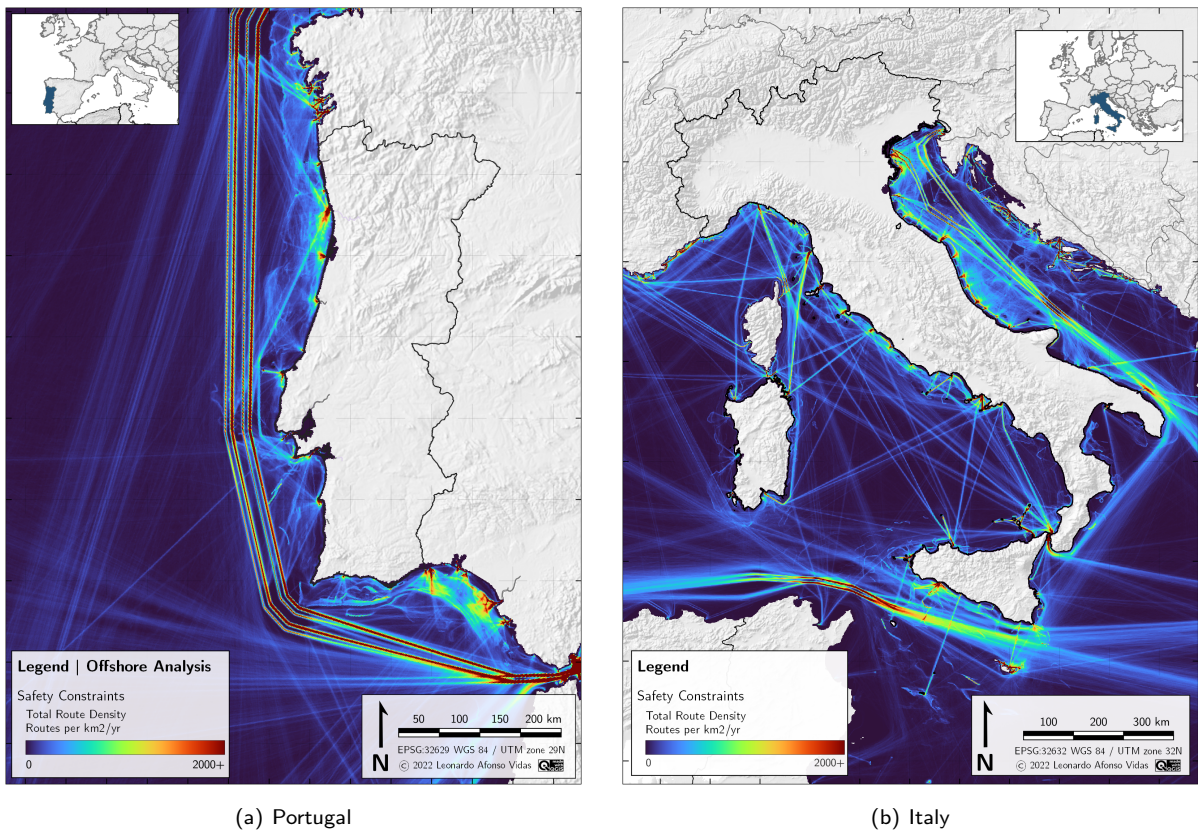 Legend | Offshore Analysis
Safety Constraints
Total Route Density
Routes per km2/yr
0 2000+
N
50 100 150 200 km
EPSG:32629 WGS 84 / UTM zone 29N
© 2022 Leonardo Afonso Vidas
(a) Portugal
Legend
Safety Constraints
Total Route Density
Routes per km2/yr
0 2000+
N
100 200 300 km
EPSG:32632 WGS 84 / UTM zone 32N
© 2022 Leonardo Afonso Vidas
(b) Italy